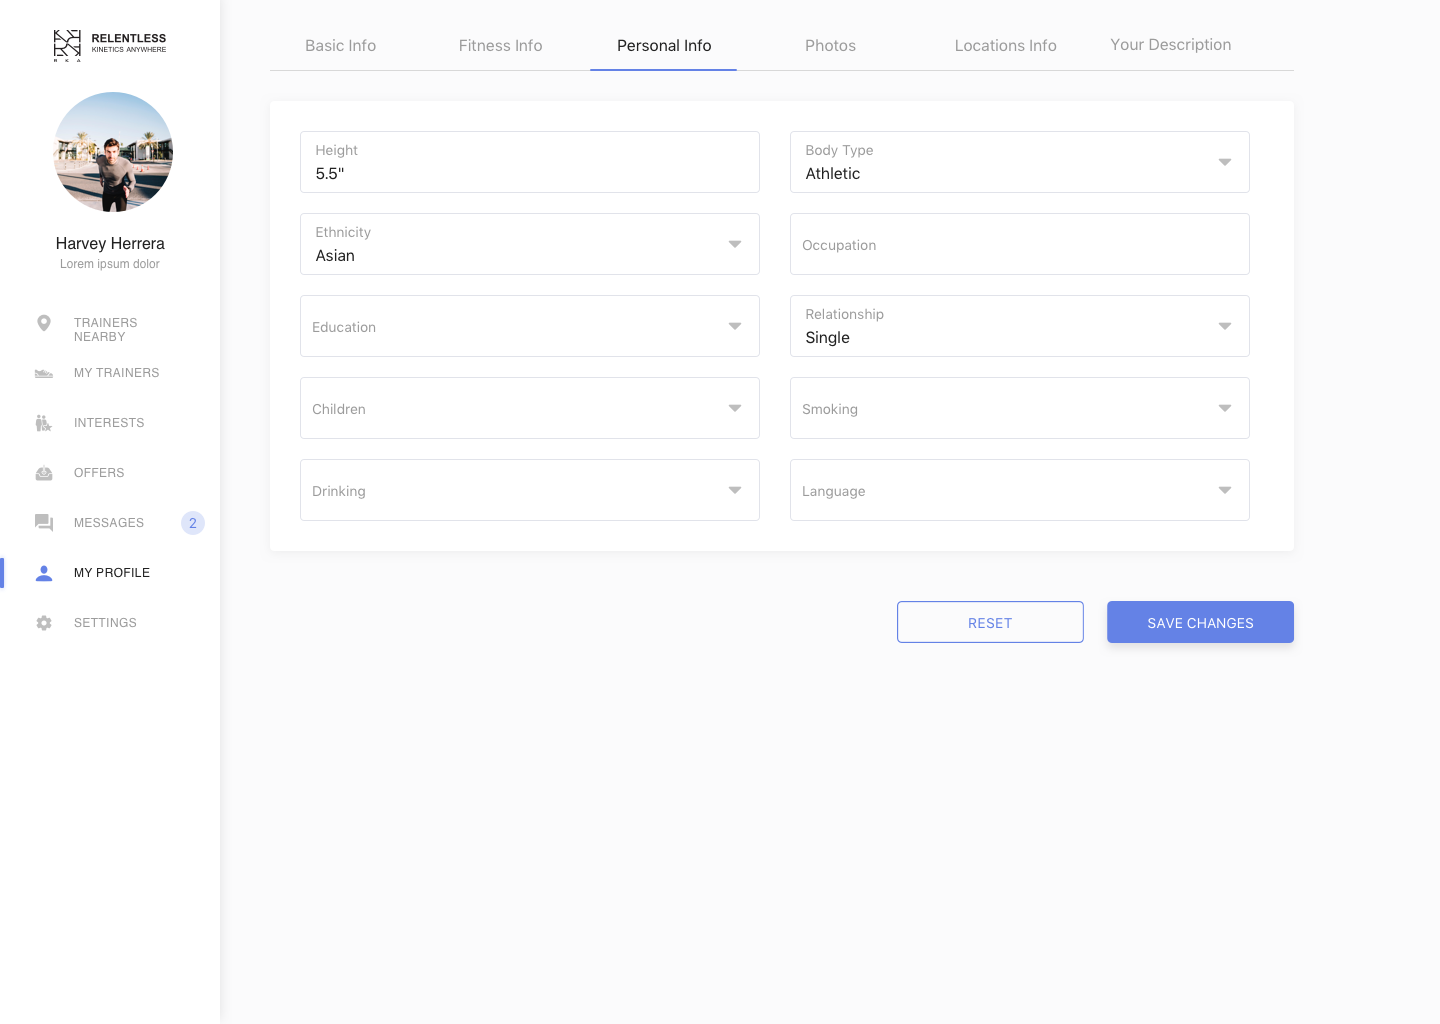 RELENTLESS
KINETICS ANYWHERE
R K A
Harvey Herrera
Lorem ipsum dolor
TRAINERS
NEARBY
MY TRAINERS
INTERESTS
OFFERS
MESSAGES 2
MY PROFILE
SETTINGS
Basic Info Fitness Info Personal Info Photos Locations Info Your Description
Height
5.5"
Body Type
Athletic
Ethnicity
Asian
Occupation
Education
Relationship
Single
Children
Smoking
Drinking
Language
RESET
SAVE CHANGES